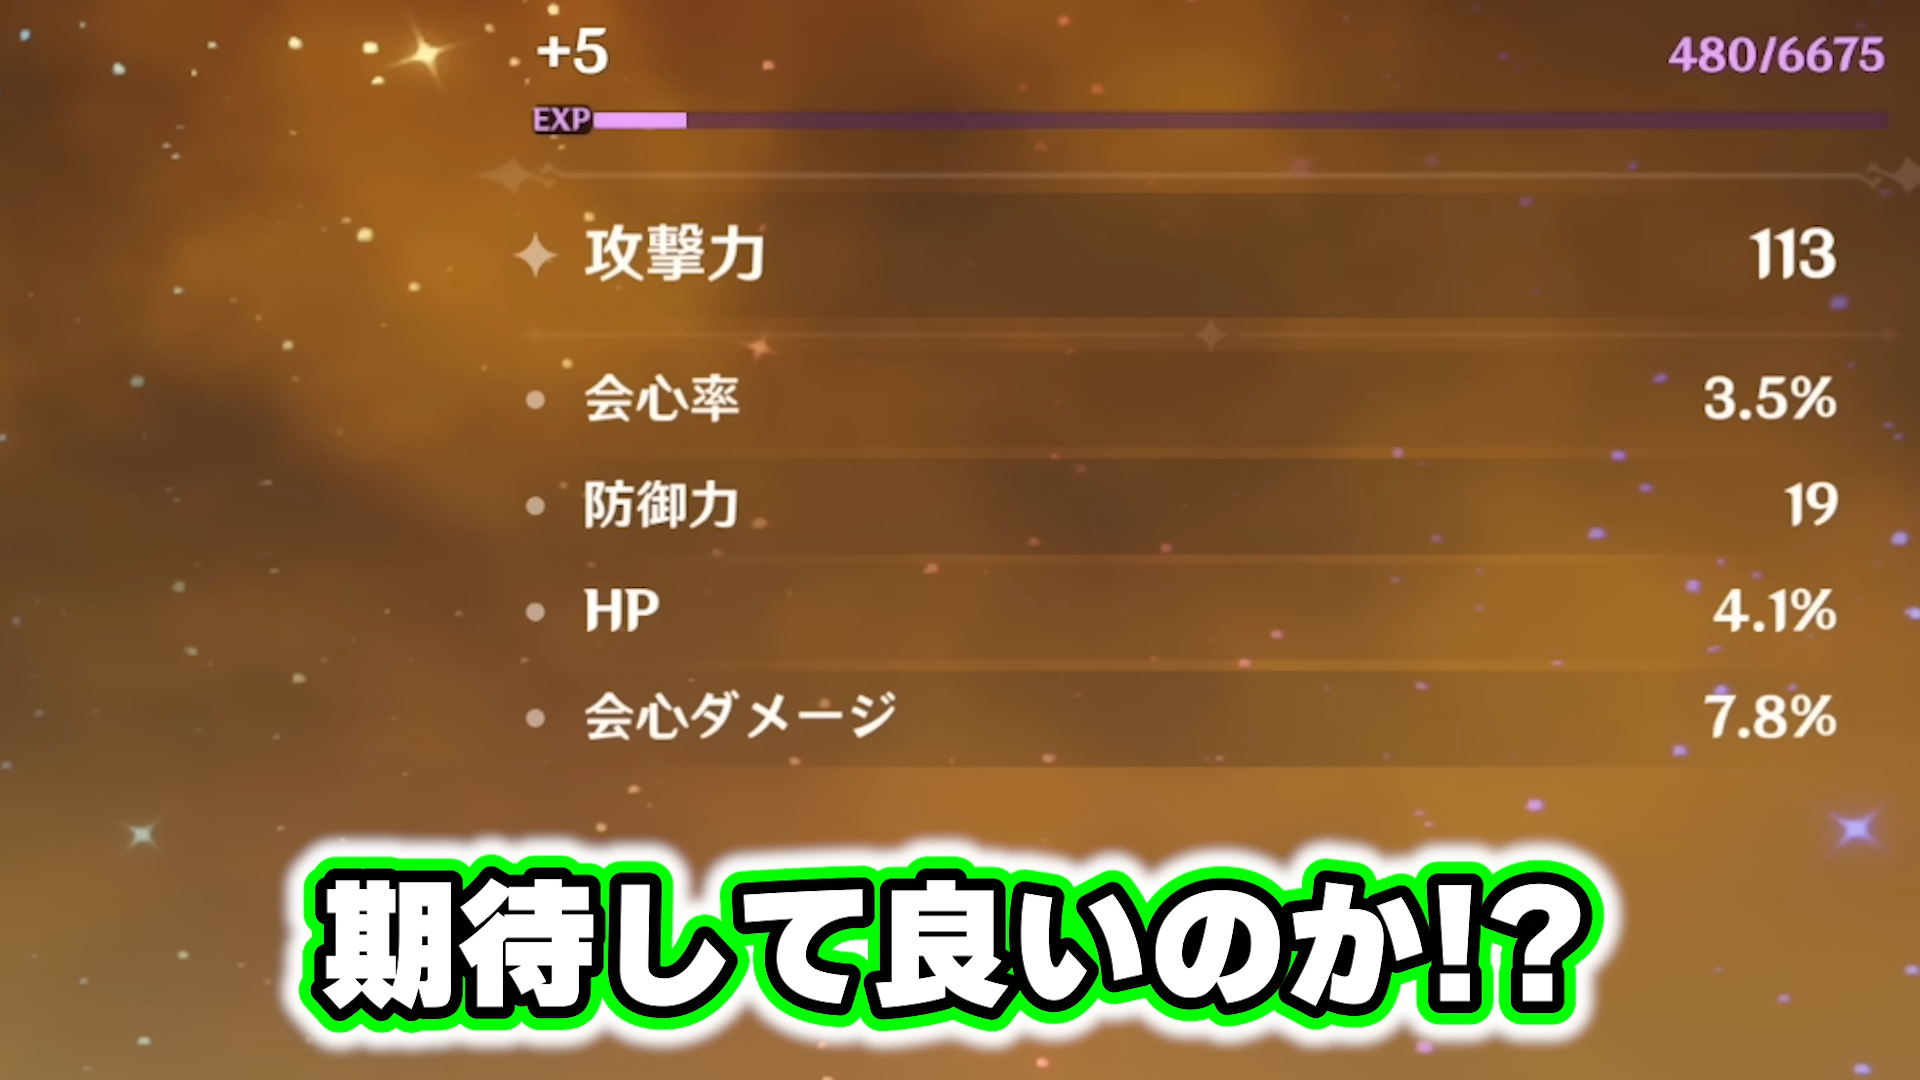 +5
480/6675
EXP
攻撃力 113
会心率 3.5%
防御力 19
HP 4.1%
会心ダメージ 7.8%
期待して良いのか!?